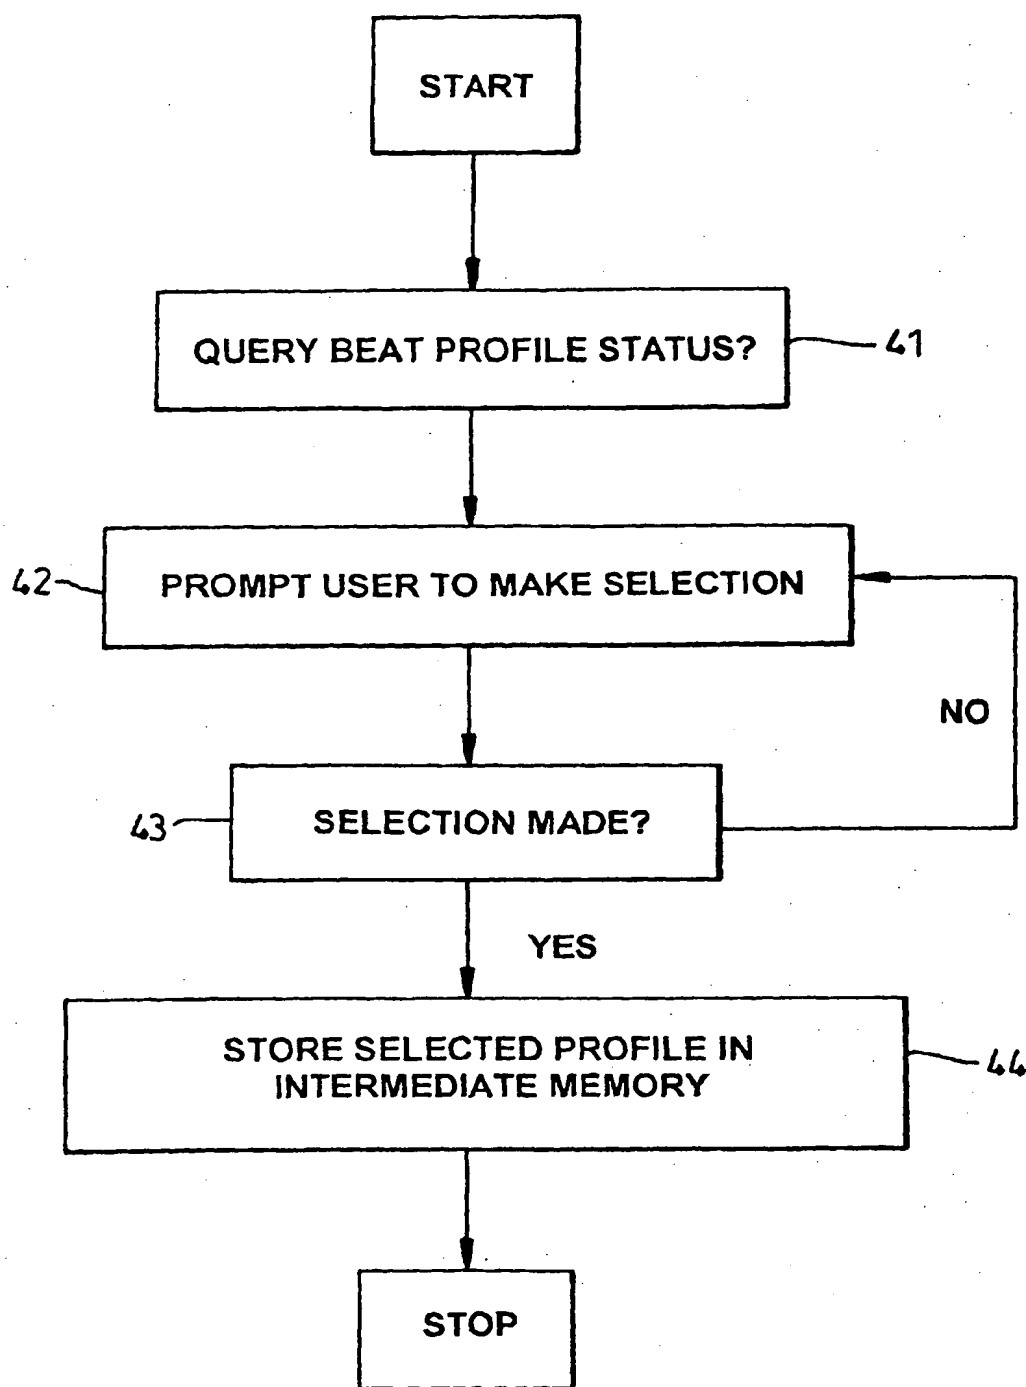 START
QUERY BEAT PROFILE STATUS?
41
42
PROMPT USER TO MAKE SELECTION
NO
43
SELECTION MADE?
YES
STORE SELECTED PROFILE IN
INTERMEDIATE MEMORY
44
STOP